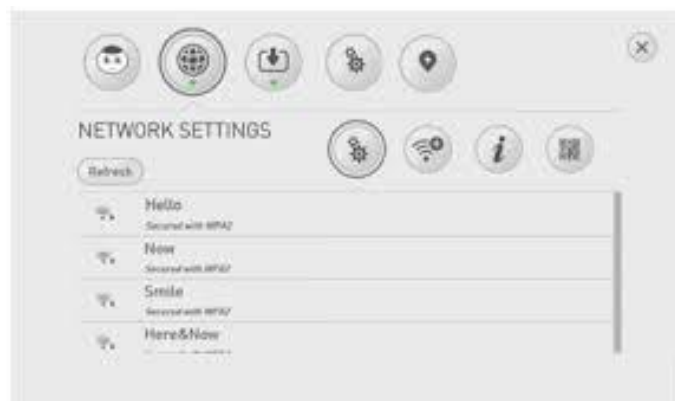 NETWORK SETTINGS
Refresh
Hello
Secured with WPA2
Now
Secured with WPA2
Smile
Secured with WPA2
Here&Now